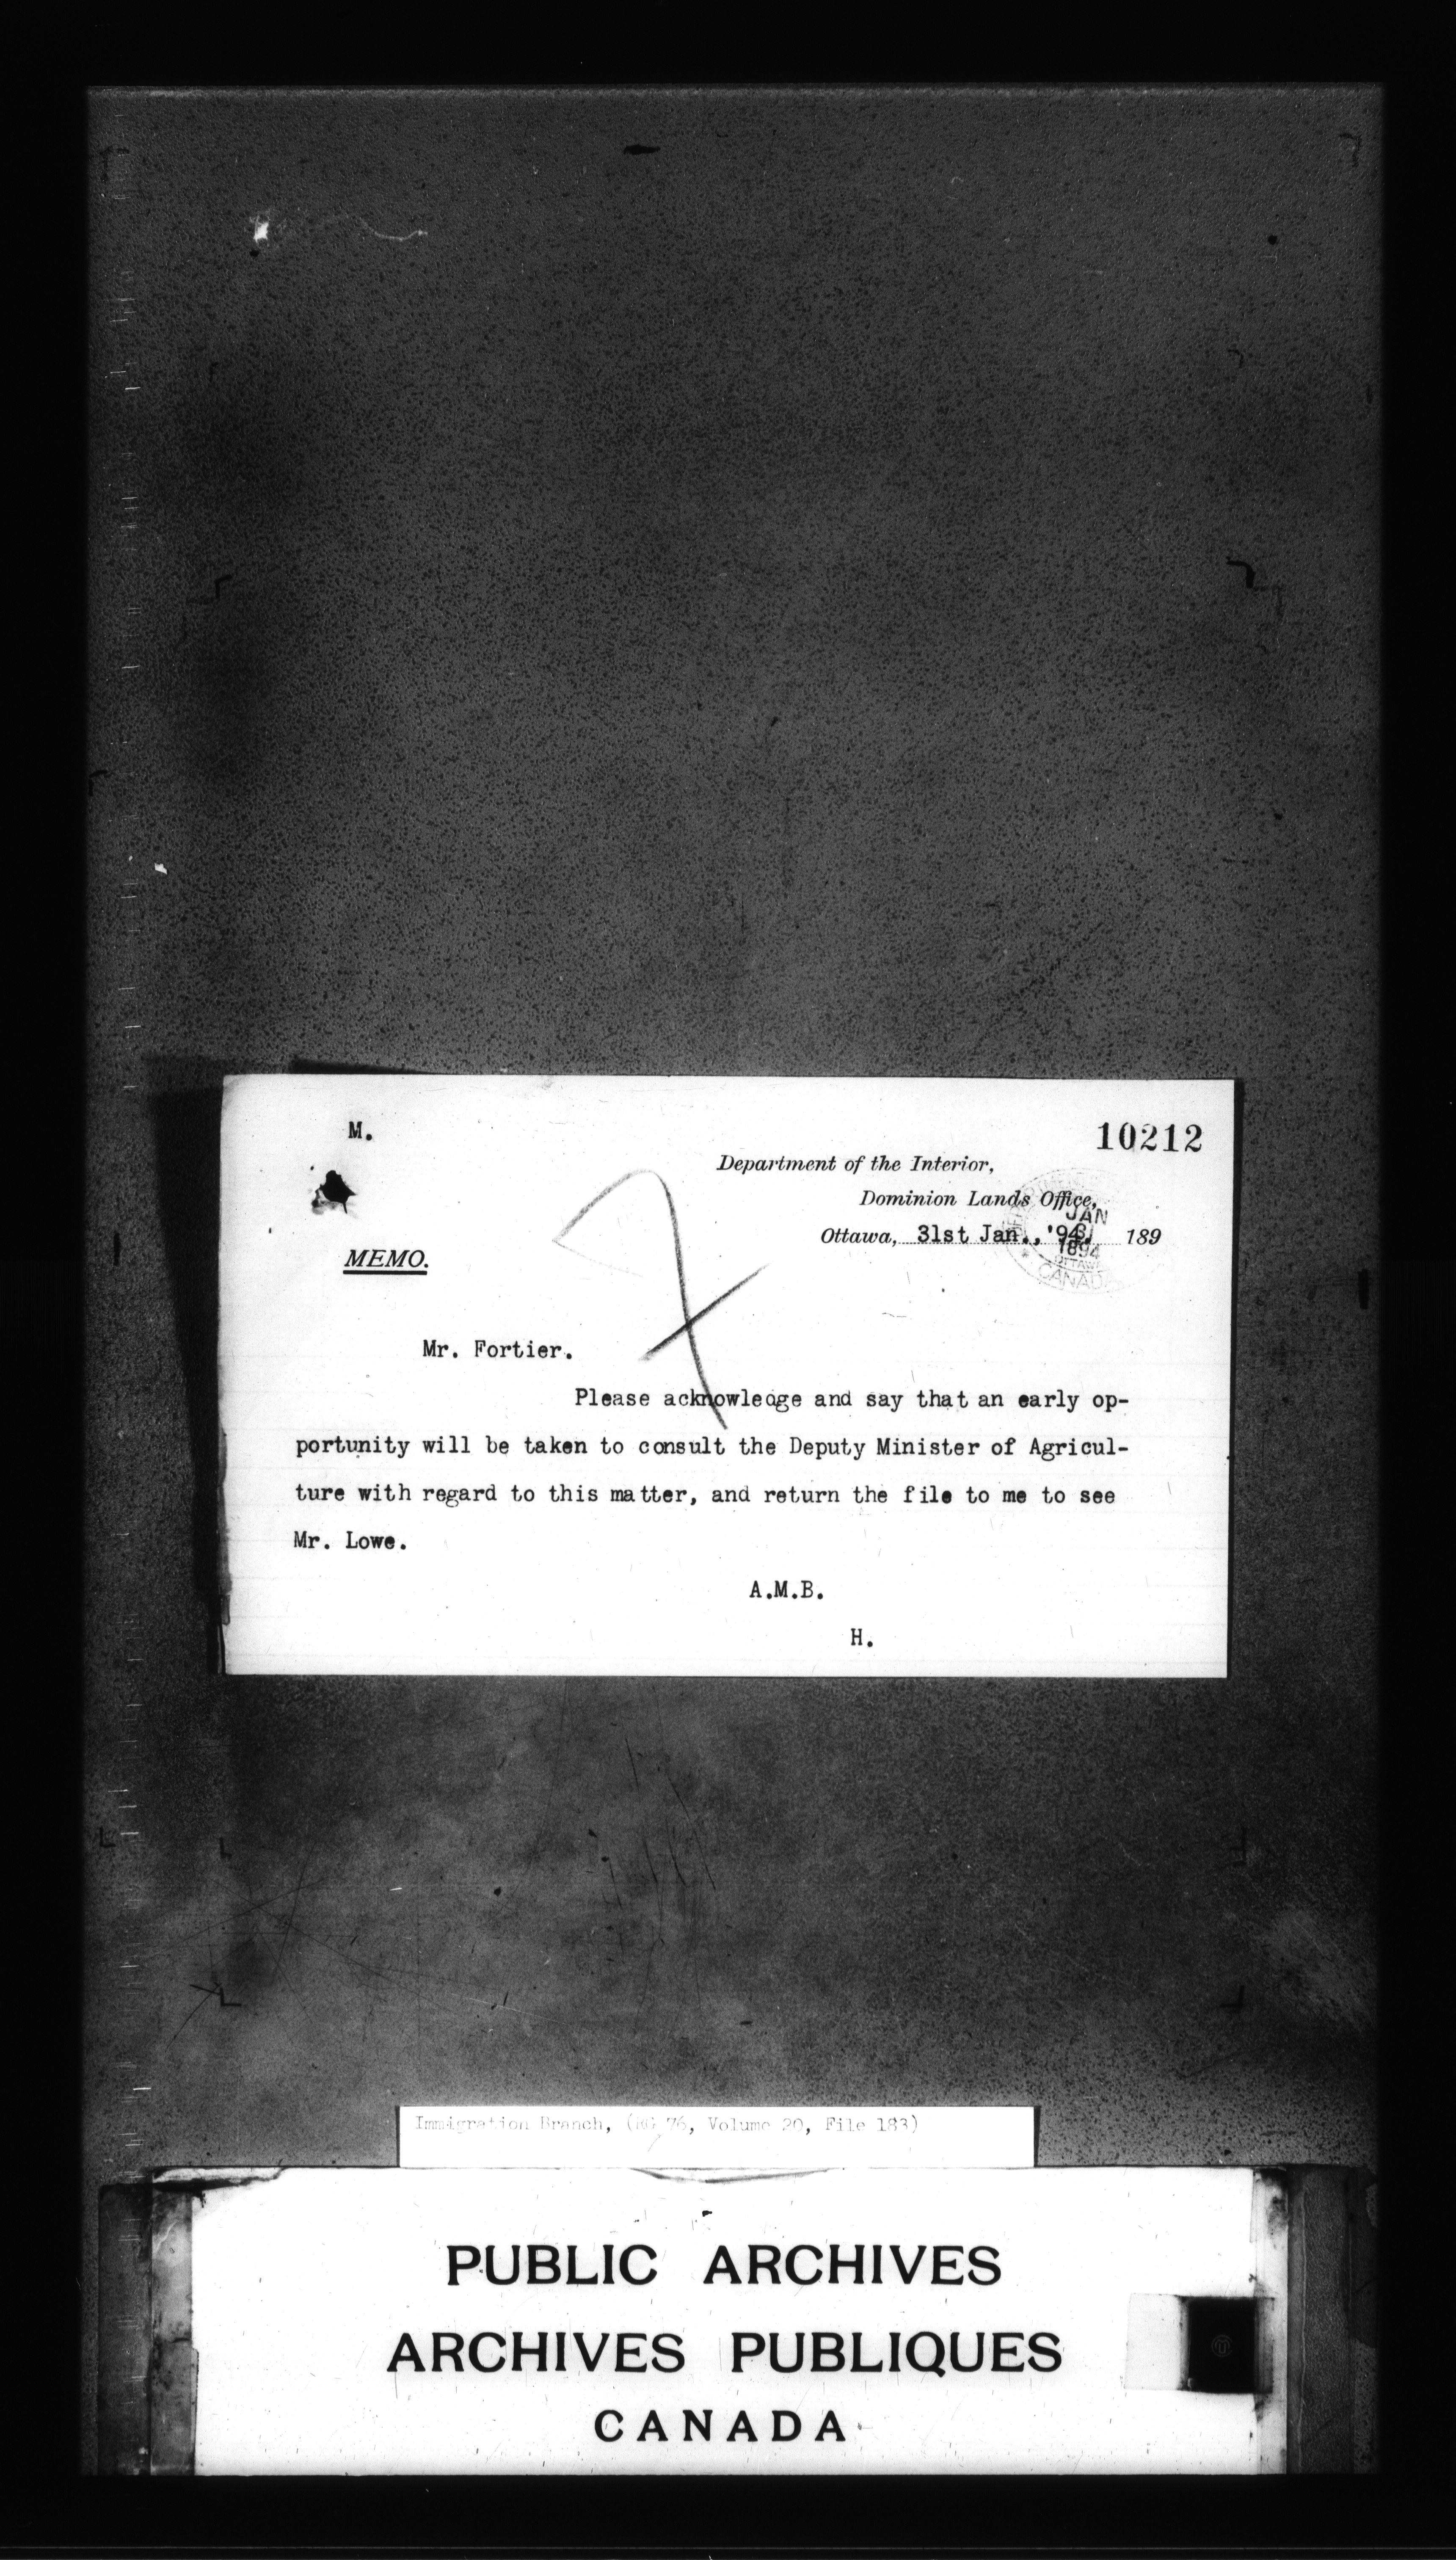 M.
10212
Department of the Interior,
Dominion Lands Office,
Ottawa, 31st Jan., '94. 189
JAN
31
1894
OTTAWA
CANADA
MEMO.
Mr. Fortier.
Please acknowledge and say that an early op-
portunity will be taken to consult the Deputy Minister of Agricul-
ture with regard to this matter, and return the file to me to see
Mr. Lowe.
A.M.B.
H.
Immigration Branch, (RG 76, Volume 20, File 183)
PUBLIC ARCHIVES
ARCHIVES PUBLIQUES
CANADA